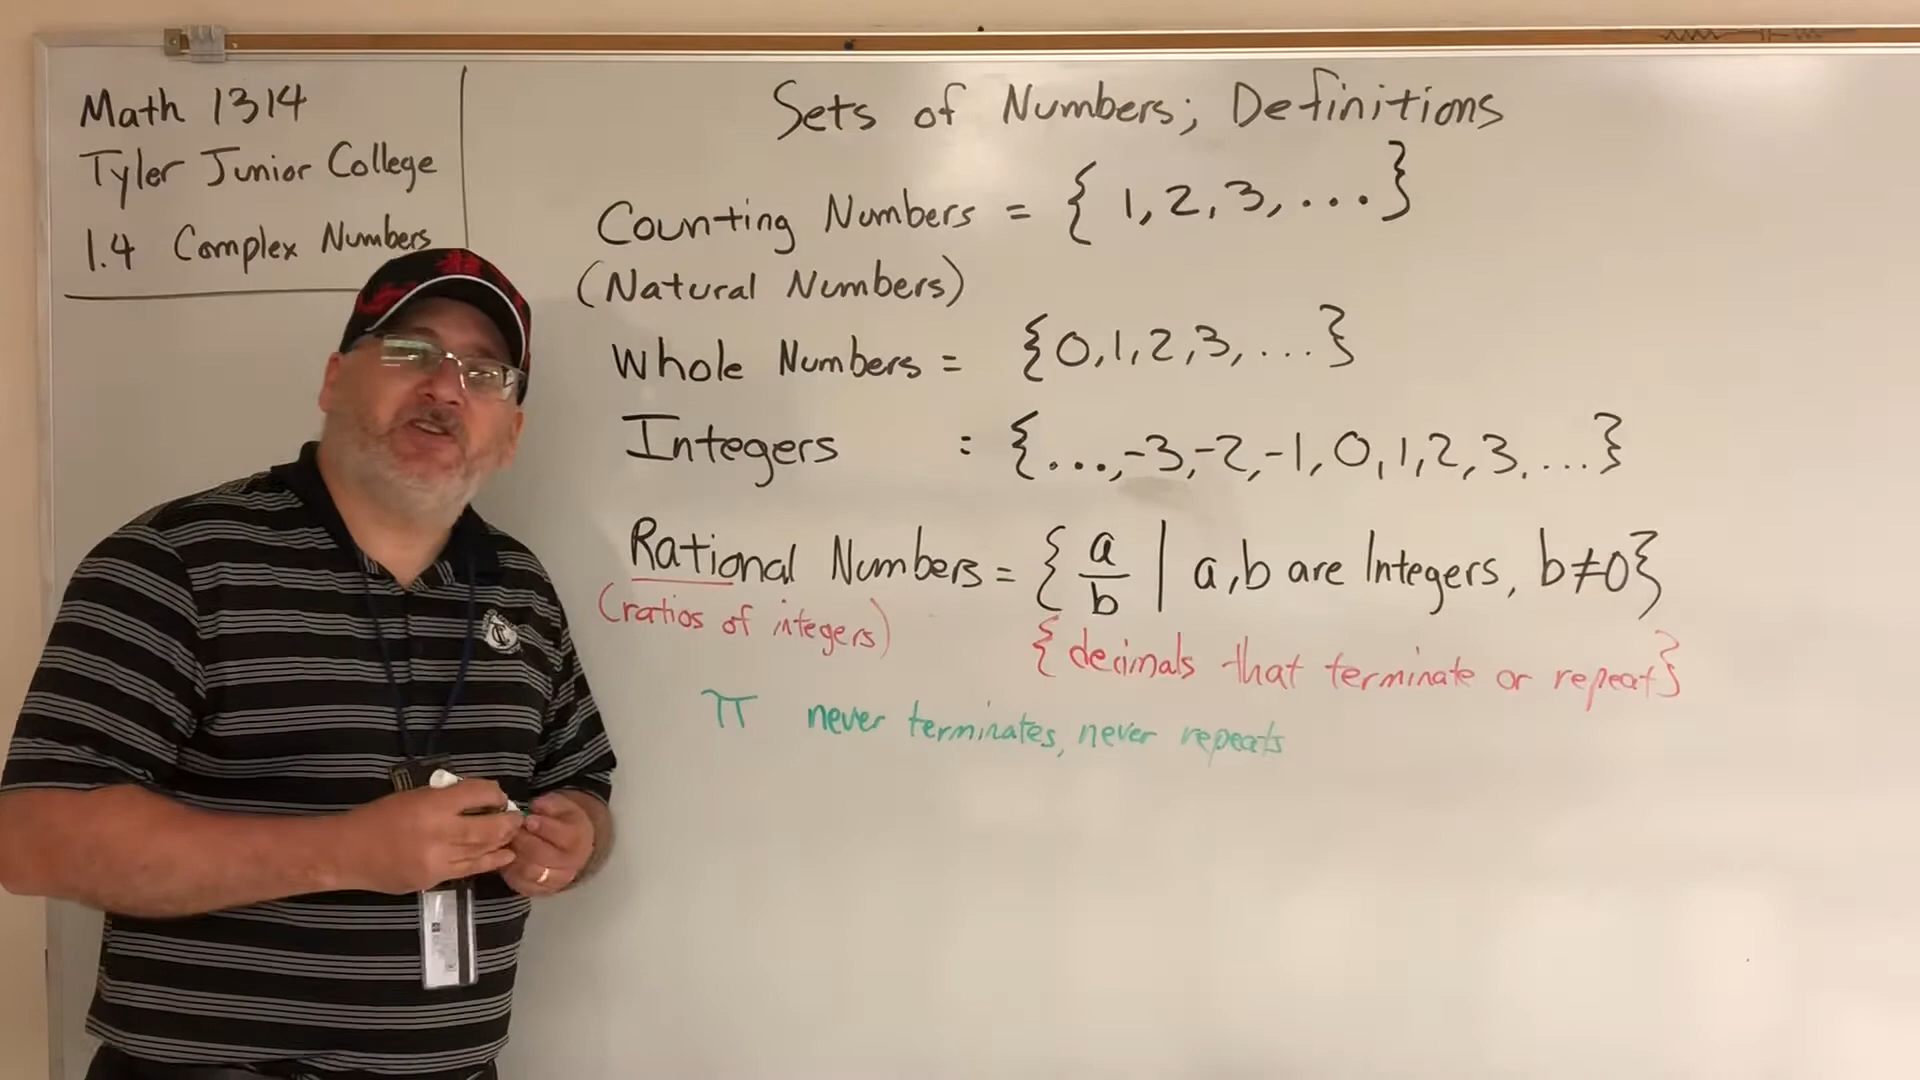 Math 1314
Tyler Junior College
1.4 Complex Numbers
Sets of Numbers; Definitions
Counting Numbers = { 1, 2, 3, ... }
(Natural Numbers)
Whole Numbers = {0, 1, 2, 3, ... }
Integers : {..., -3, -2, -1, 0, 1, 2, 3, ... }
Rational Numbers = { a/b | a, b are Integers, b≠0}
(ratios of integers) {decimals that terminate or repeat}
π never terminates, never repeats